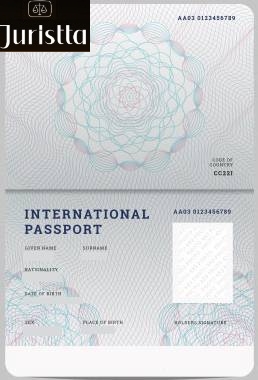 Juristta
AA03 0123456789
CODE OF
COUNTRY
CC22I
INTERNATIONAL
PASSPORT
AA03 0123456789
GIVEN NAME
SURNAME
NATIONALITY
DATE OF BIRTH
SEX
PLACE OF BIRTH
HOLDERS SIGNATURE